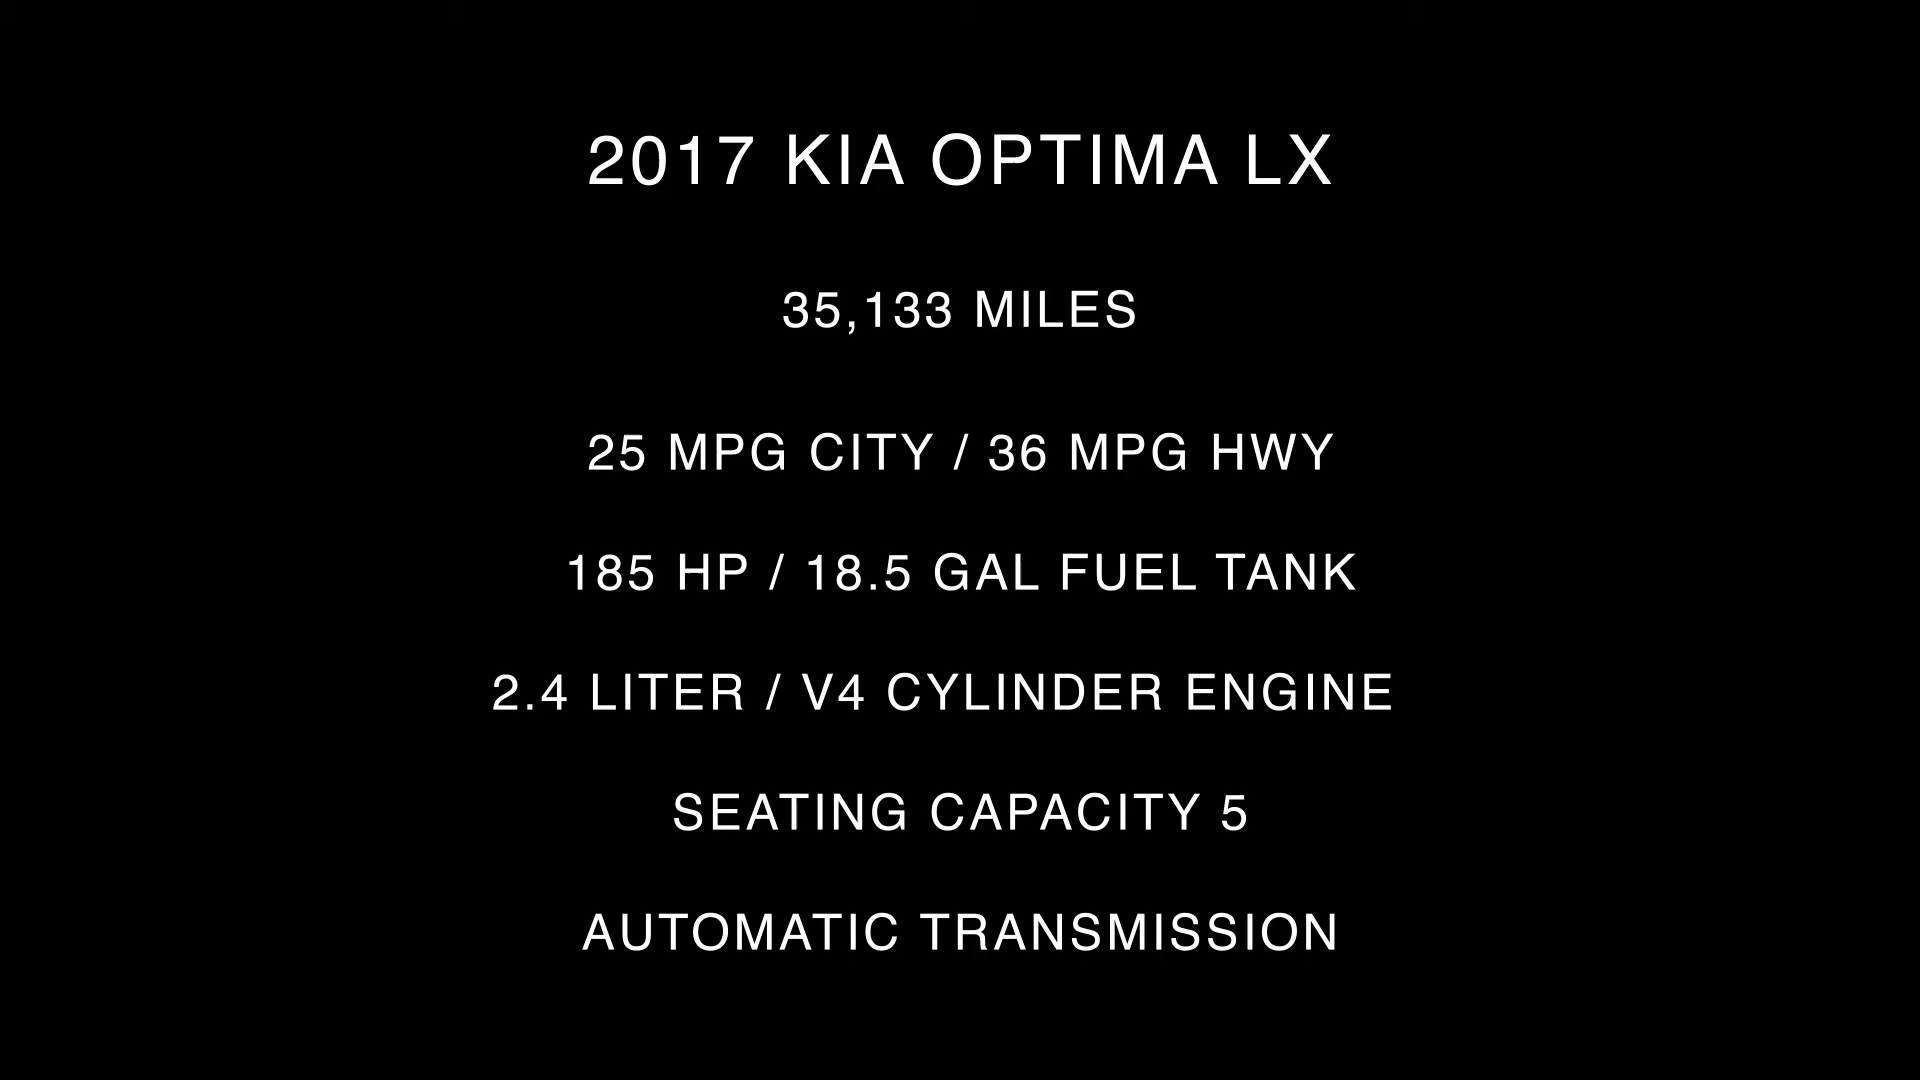 2017 KIA OPTIMA LX
35,133 MILES
25 MPG CITY / 36 MPG HWY
185 HP / 18.5 GAL FUEL TANK
2.4 LITER / V4 CYLINDER ENGINE
SEATING CAPACITY 5
AUTOMATIC TRANSMISSION